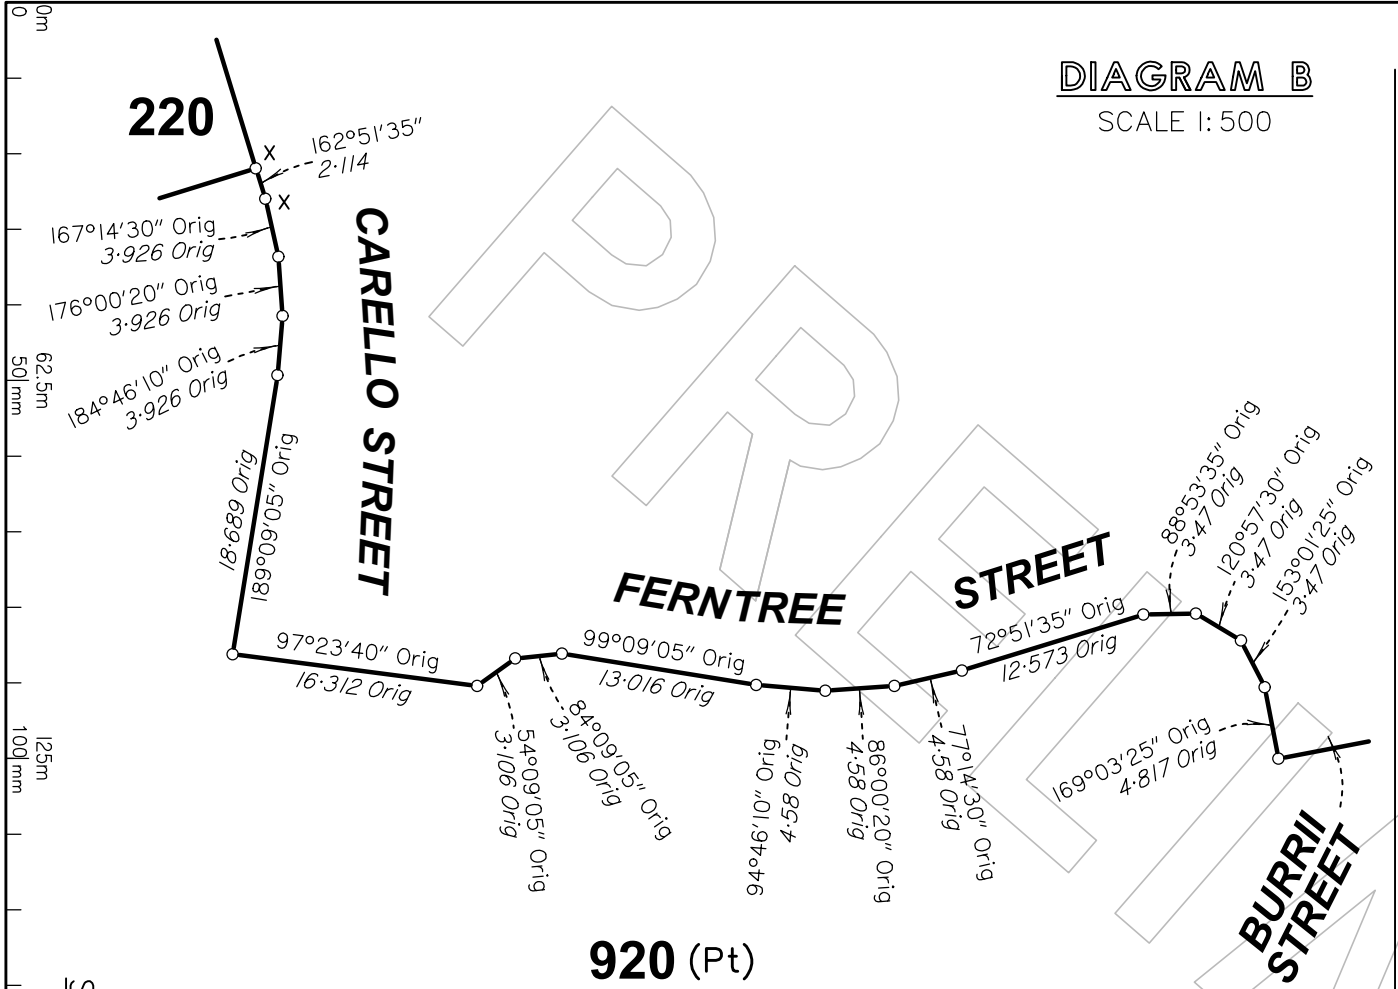 DIAGRAM B
SCALE 1:500
0m
0
62.5m
50mm
125m
100mm
220
X
X
162°51'35"
2·114
167°14'30" Orig
3·926 Orig
176°00'20" Orig
3·926 Orig
184°46'10" Orig
3·926 Orig
CARELLO STREET
18·689 Orig
189°09'05" Orig
97°23'40" Orig
16·312 Orig
54°09'05" Orig
3·106 Orig
84°09'05" Orig
3·106 Orig
FERNTREE STREET
99°09'05" Orig
13·016 Orig
94°46'10" Orig
4·58 Orig
86°00'20" Orig
4·58 Orig
77°14'30" Orig
4·58 Orig
72°51'35" Orig
12·573 Orig
88°53'35" Orig
3·47 Orig
120°57'30" Orig
3·47 Orig
153°01'25" Orig
3·47 Orig
169°03'25" Orig
4·817 Orig
BURRII
STREET
920 (Pt)
PRELIM